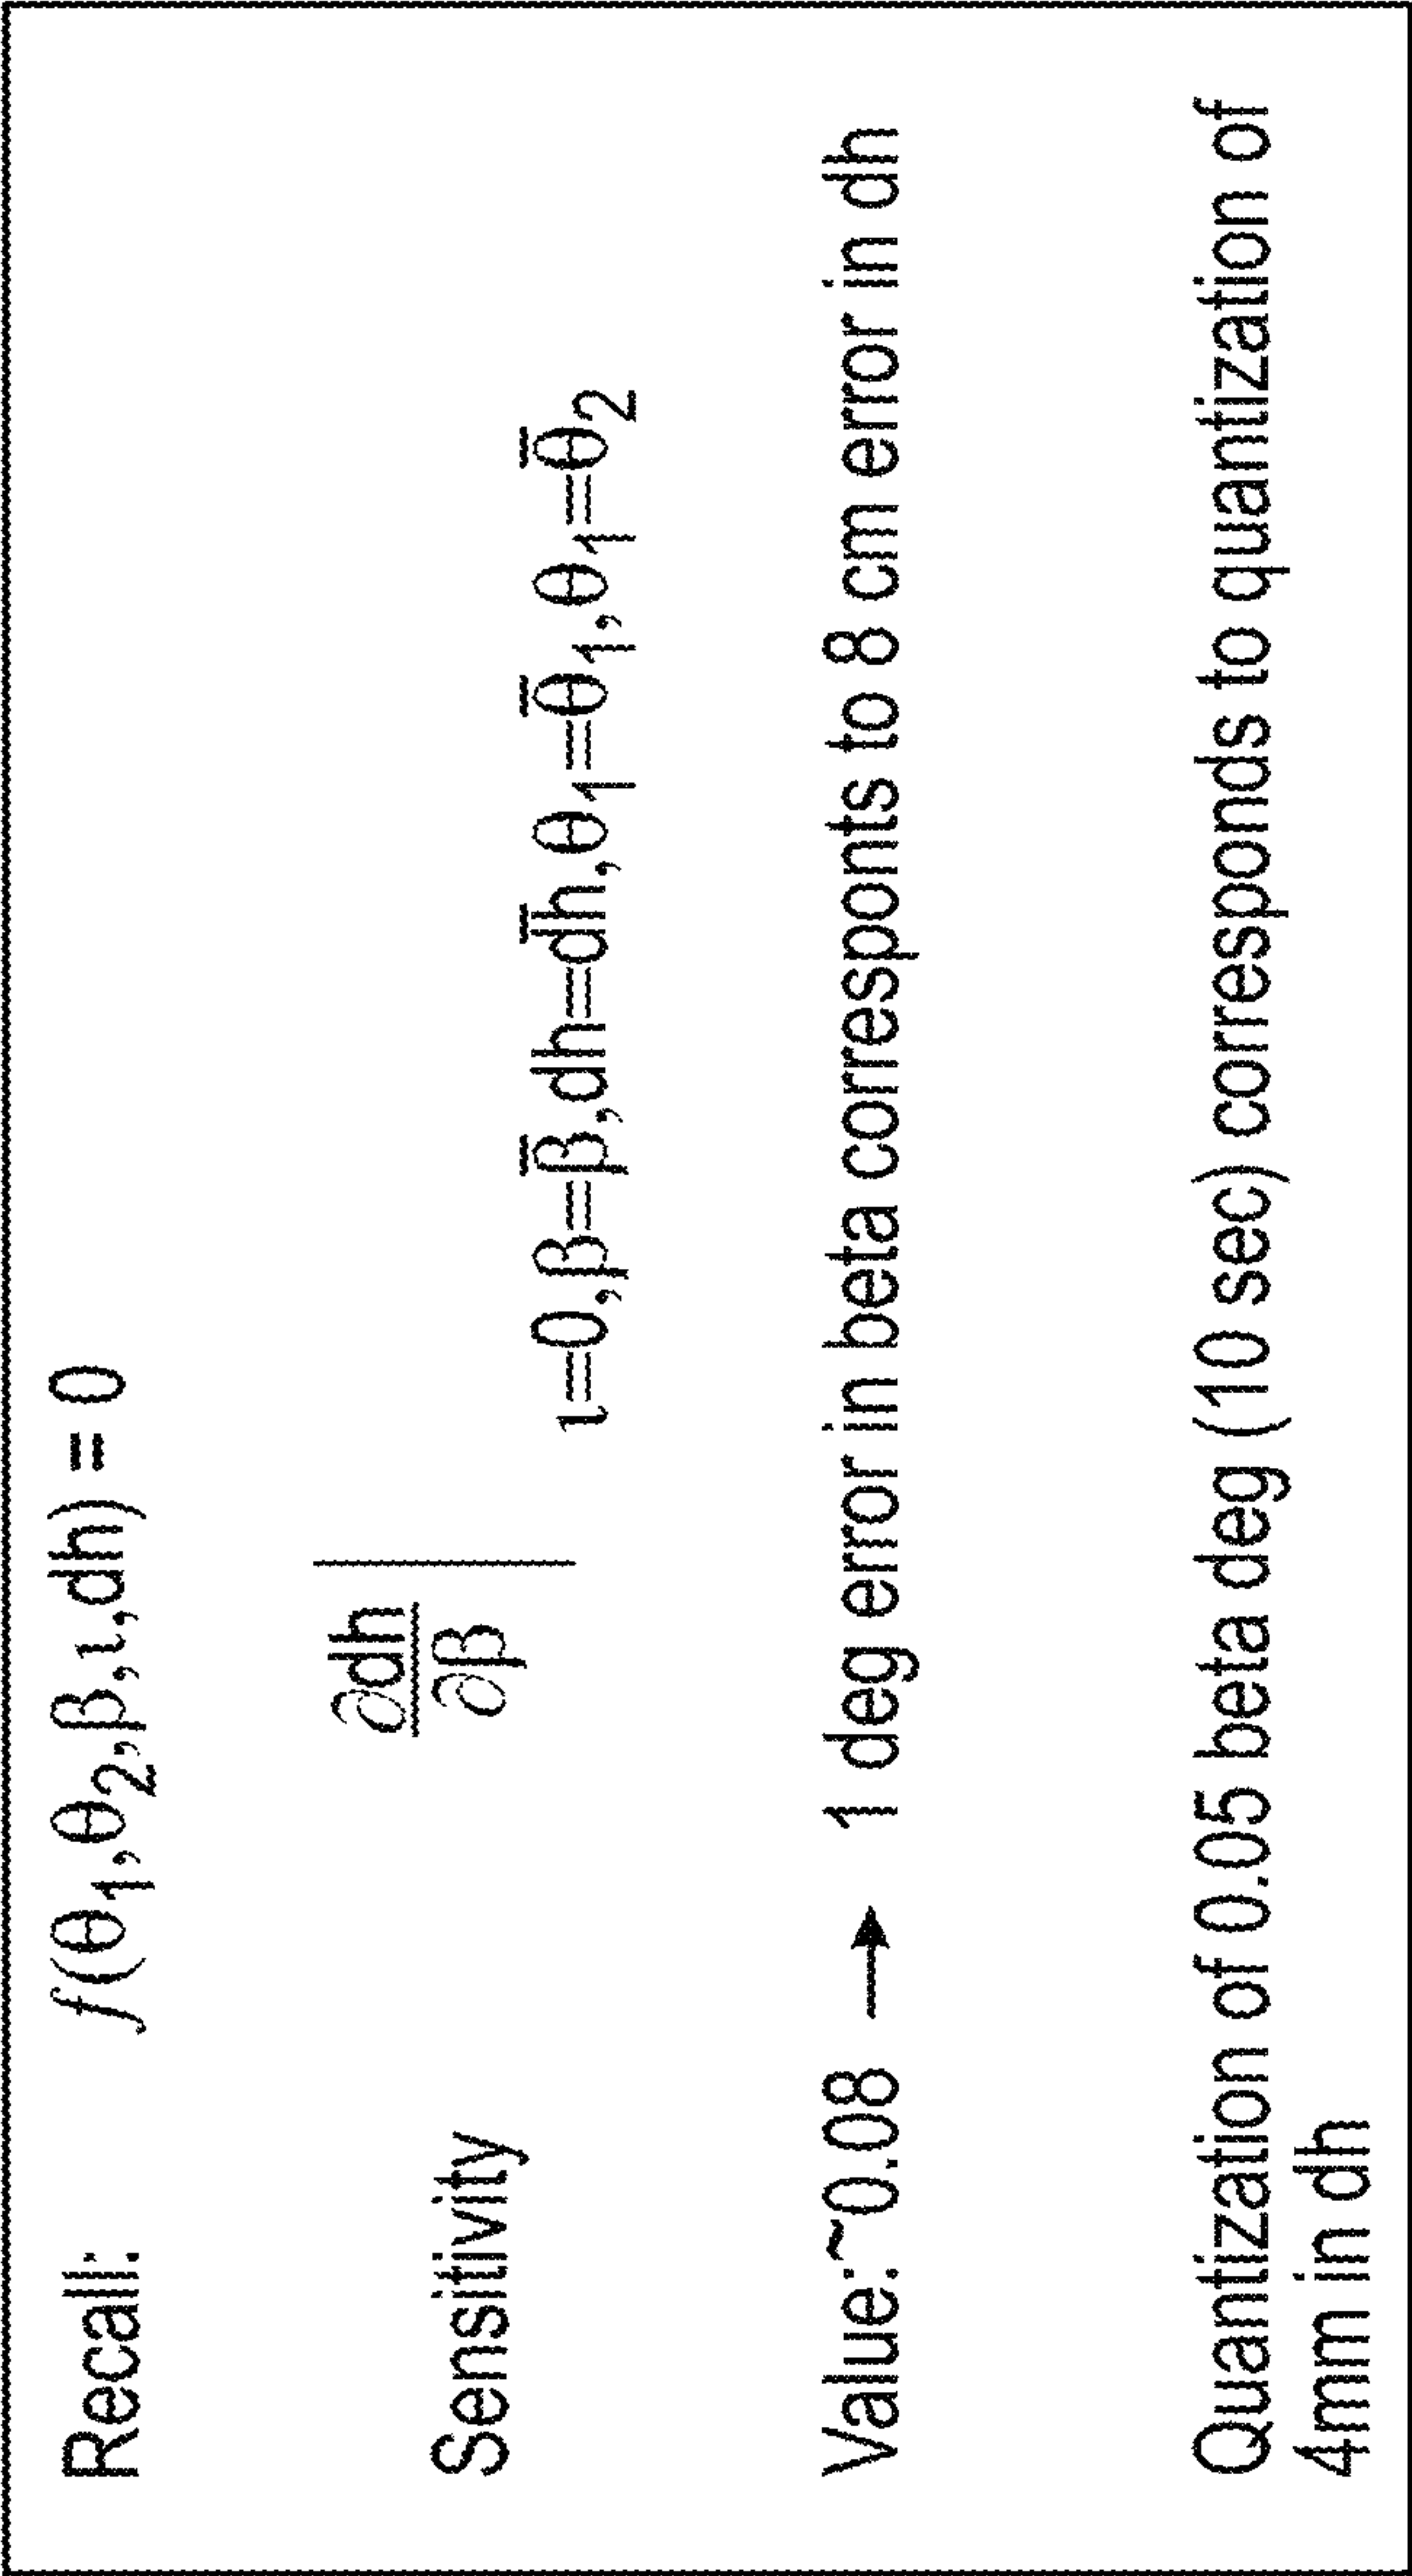 Recall: f(θ₁,θ₂,β,ι,dh) = 0
Sensitivity ∂dh/∂β | ι=0,β=β̅,dh=d̅h,θ₁=θ̅₁,θ₁=θ̅₂
Value:~0.08 → 1 deg error in beta corresponts to 8 cm error in dh
Quantization of 0.05 beta deg (10 sec) corresponds to quantization of
4mm in dh